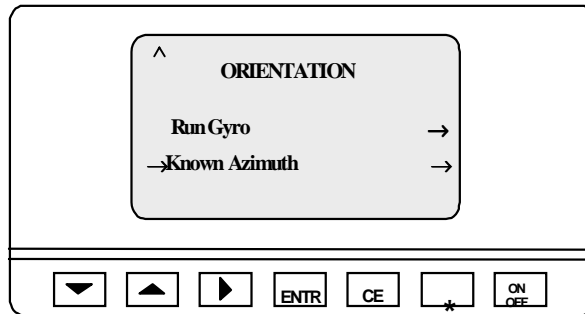 ^
ORIENTATION
Run Gyro →
→Known Azimuth →
ENTR CE * ON
OFF